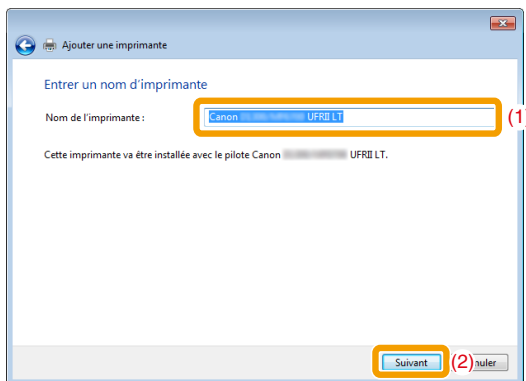 Ajouter une imprimante
Entrer un nom d'imprimante
Nom de l'imprimante :
Canon UFRII LT
(1)
Cette imprimante va être installée avec le pilote Canon UFRII LT.
Suivant
(2)
nuler